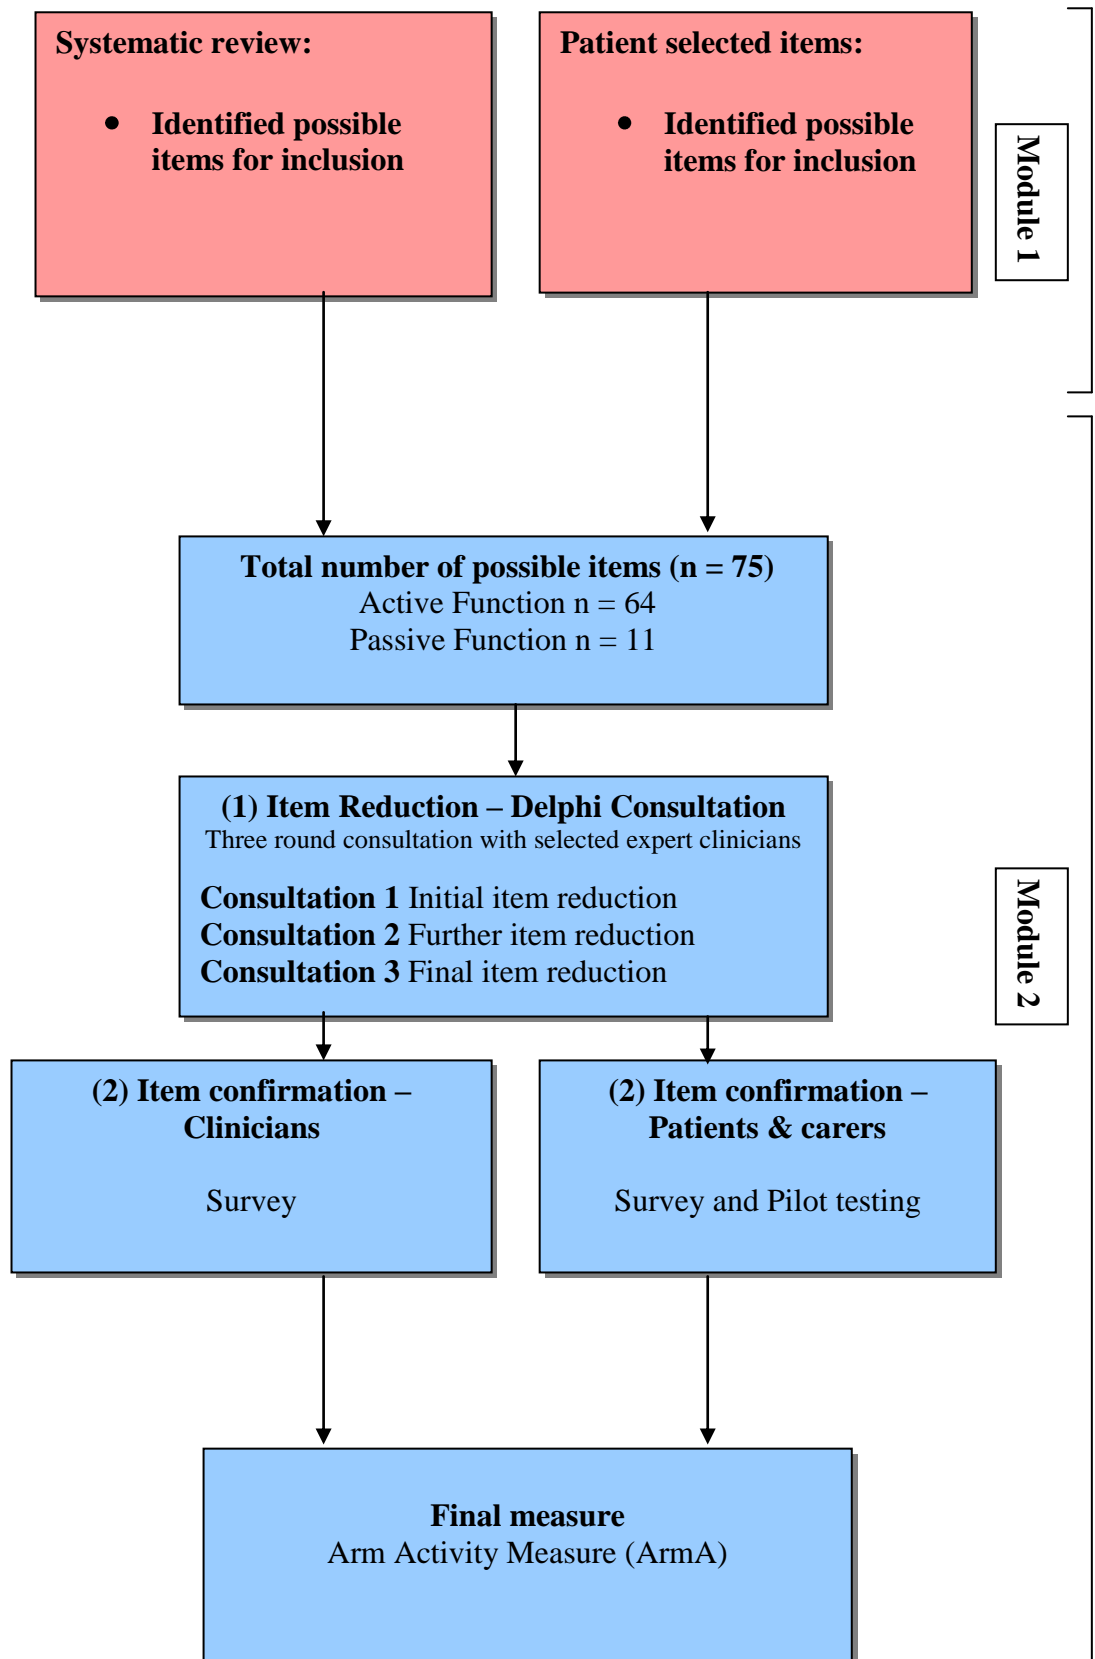 Systematic review:
• Identified possible
items for inclusion
Patient selected items:
• Identified possible
items for inclusion
Module 1
Total number of possible items (n = 75)
Active Function n = 64
Passive Function n = 11
(1) Item Reduction – Delphi Consultation
Three round consultation with selected expert clinicians
Consultation 1 Initial item reduction
Consultation 2 Further item reduction
Consultation 3 Final item reduction
Module 2
(2) Item confirmation –
Clinicians
Survey
(2) Item confirmation –
Patients & carers
Survey and Pilot testing
Final measure
Arm Activity Measure (ArmA)